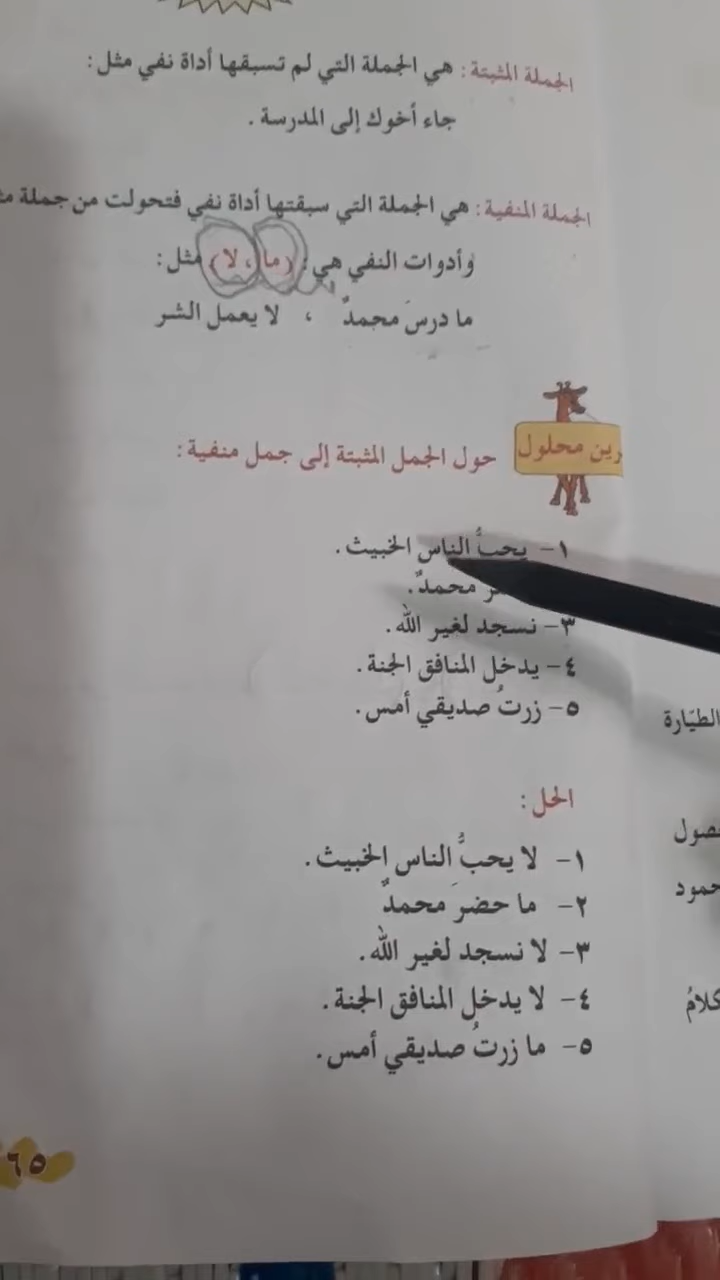 الجملة المثبتة : هي الجملة التي لم تسبقها أداة نفي مثل :
جاء أخوك إلى المدرسة .
الجملة المنفية : هي الجملة التي سبقتها أداة نفي فتحولت من جملة
وأدوات النفي هي : (ما ، لا) مثل :
ما درسَ محمدٌ ، لا يعمل الشر
محلول
حول الجمل المثبتة إلى جمل منفية :
١- يحبُّ الناس الخبيث .
محمدٌ .
٣- نسجد لغير الله .
٤- يدخل المنافق الجنة .
٥- زرتُ صديقي أمس .
الحل :
١- لا يحبُّ الناس الخبيث .
٢- ما حضرَ محمدٌ
٣- لا نسجد لغير الله .
٤- لا يدخل المنافق الجنة .
٥- ما زرتُ صديقي أمس .
٦٥
الطيّارة